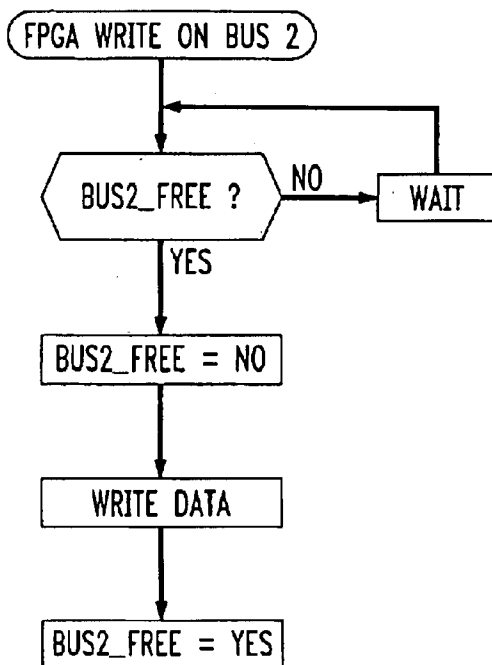 FPGA WRITE ON BUS 2
BUS2_FREE ?
NO
WAIT
YES
BUS2_FREE = NO
WRITE DATA
BUS2_FREE = YES